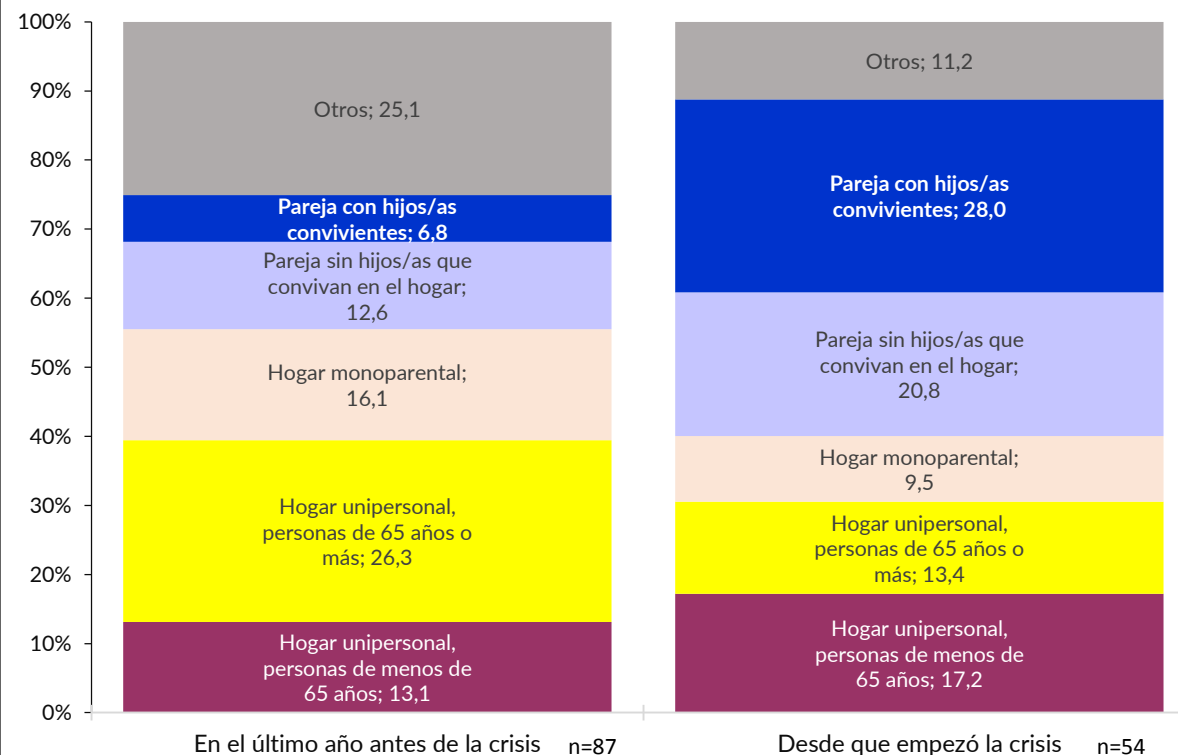 100%
90%
80%
70%
60%
50%
40%
30%
20%
10%
0%
Otros; 25,1
Pareja con hijos/as
convivientes; 6,8
Pareja sin hijos/as que
convivan en el hogar;
12,6
Hogar monoparental;
16,1
Hogar unipersonal,
personas de 65 años o
más; 26,3
Hogar unipersonal,
personas de menos de
65 años; 13,1
Otros; 11,2
Pareja con hijos/as
convivientes; 28,0
Pareja sin hijos/as que
convivan en el hogar;
20,8
Hogar monoparental;
9,5
Hogar unipersonal,
personas de 65 años o
más; 13,4
Hogar unipersonal,
personas de menos de
65 años; 17,2
En el último año antes de la crisis n=87
Desde que empezó la crisis n=54